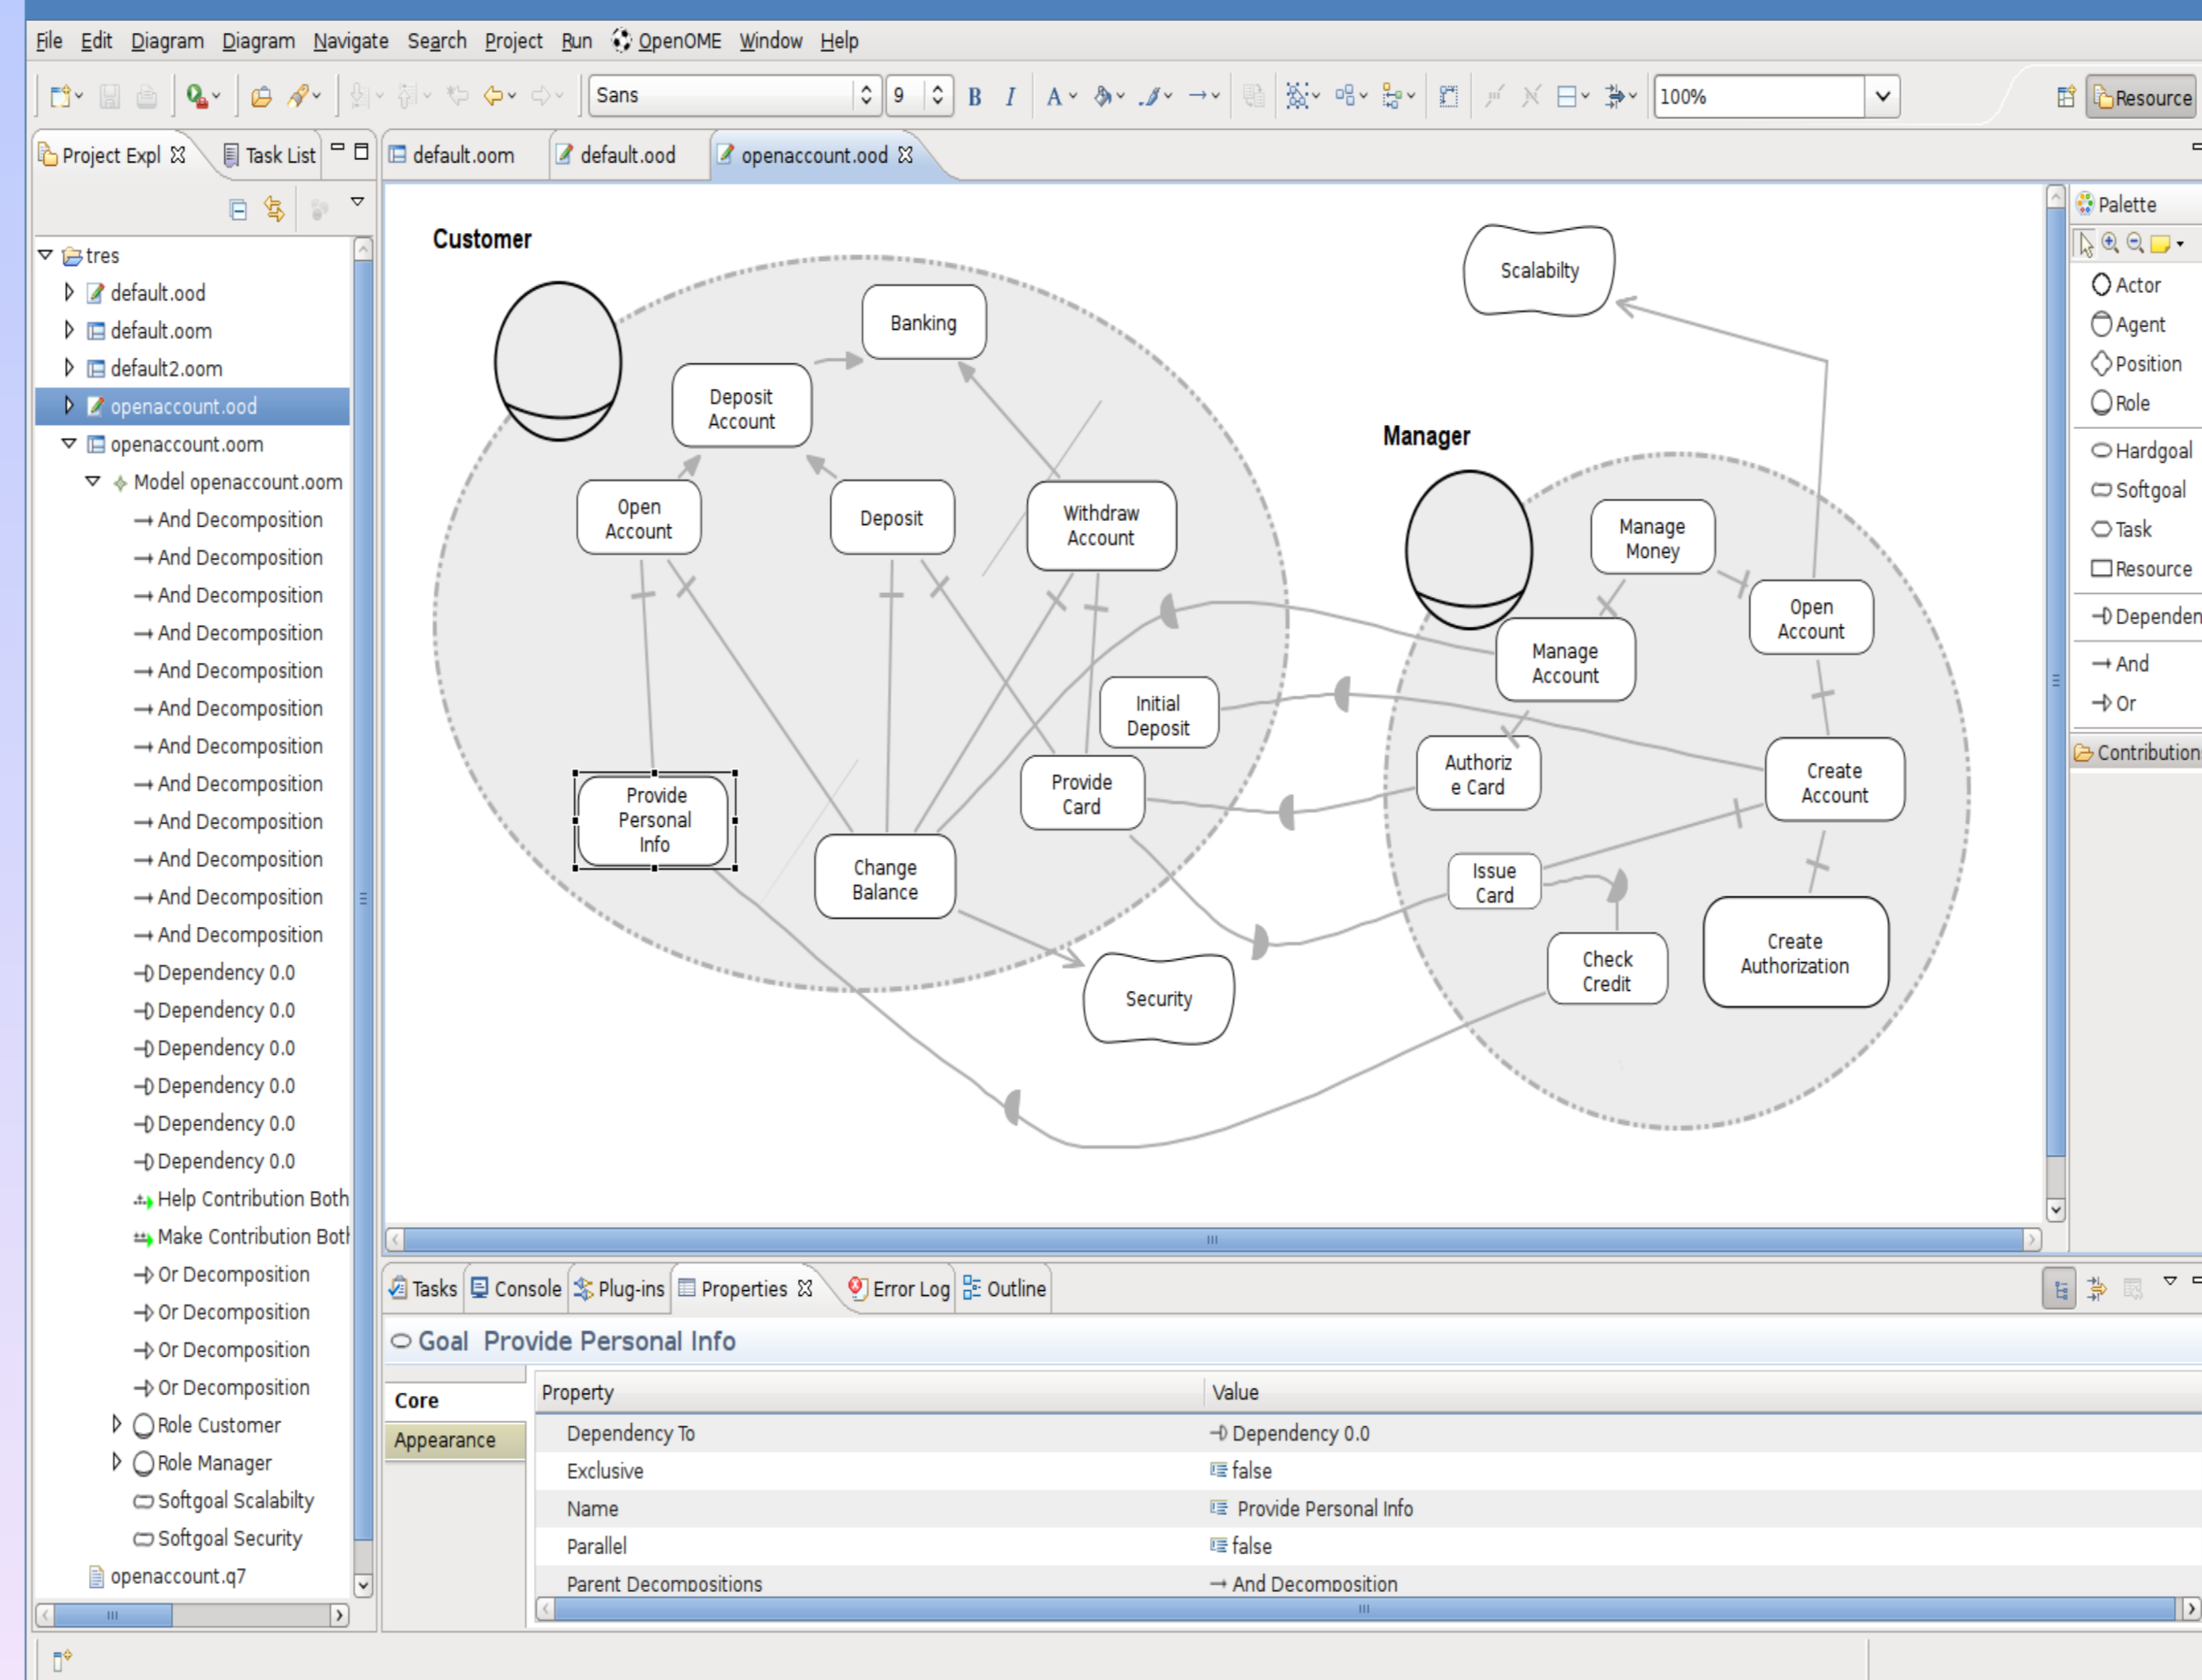 File Edit Diagram Diagram Navigate Search Project Run OpenOME Window Help
Sans 9 B I A 100% Resource
Project Expl Task List
default.oom default.ood openaccount.ood
tres
default.ood
default.oom
default2.oom
openaccount.ood
openaccount.oom
Model openaccount.oom
And Decomposition
And Decomposition
And Decomposition
And Decomposition
And Decomposition
And Decomposition
And Decomposition
And Decomposition
And Decomposition
And Decomposition
And Decomposition
And Decomposition
Dependency 0.0
Dependency 0.0
Dependency 0.0
Dependency 0.0
Dependency 0.0
Dependency 0.0
Help Contribution Both
Make Contribution Both
Or Decomposition
Or Decomposition
Or Decomposition
Or Decomposition
Role Customer
Role Manager
Softgoal Scalabilty
Softgoal Security
openaccount.q7
Customer
Banking
Deposit
Account
Open
Account
Deposit
Withdraw
Account
Initial
Deposit
Provide
Card
Provide
Personal
Info
Change
Balance
Security
Scalabilty
Manager
Manage
Money
Open
Account
Manage
Account
Authoriz
e Card
Create
Account
Issue
Card
Check
Credit
Create
Authorization
Palette
Actor
Agent
Position
Role
Hardgoal
Softgoal
Task
Resource
Dependen
And
Or
Contribution
Tasks Console Plug-ins Properties Error Log Outline
Goal Provide Personal Info
Core
Appearance
Property Value
Dependency To Dependency 0.0
Exclusive false
Name Provide Personal Info
Parallel false
Parent Decompositions And Decomposition